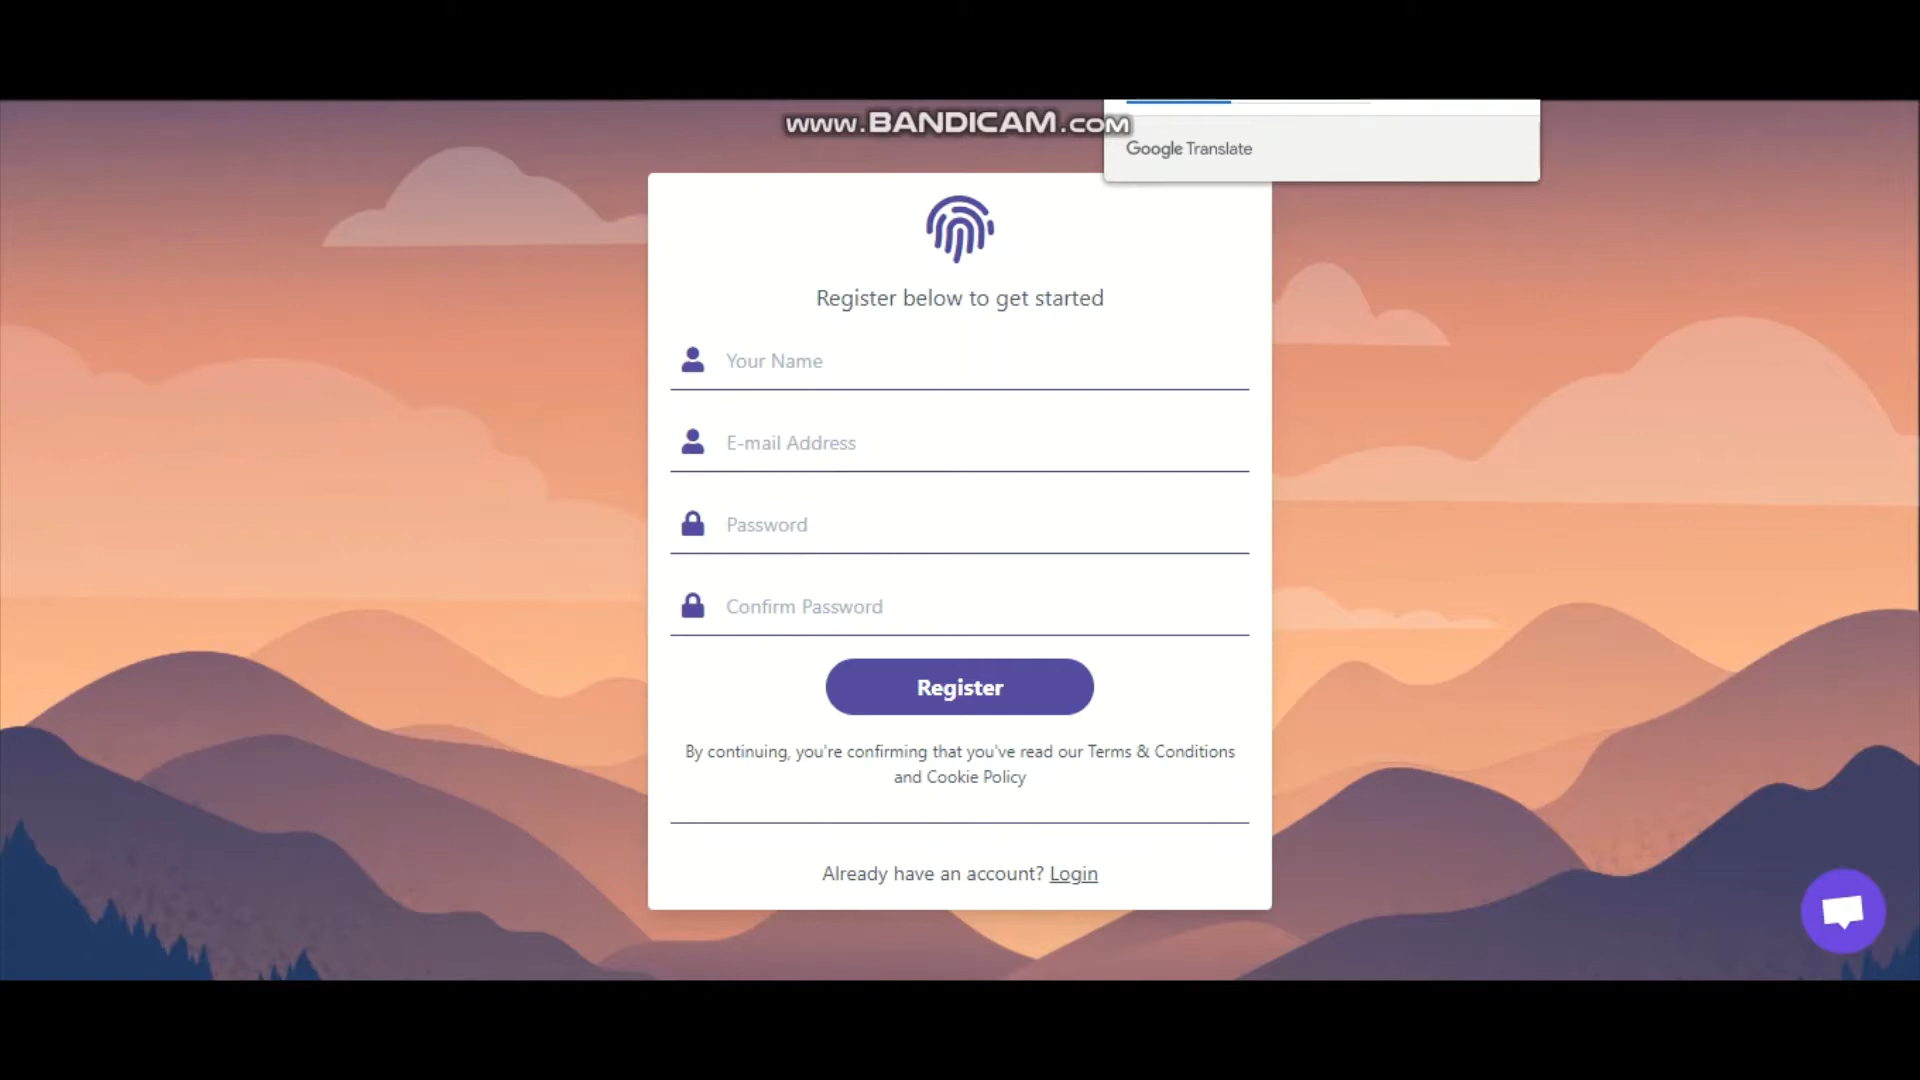 www.BANDICAM.com
Google Translate
Register below to get started
Your Name
E-mail Address
Password
Confirm Password
Register
By continuing, you're confirming that you've read our Terms & Conditions
and Cookie Policy
Already have an account? Login